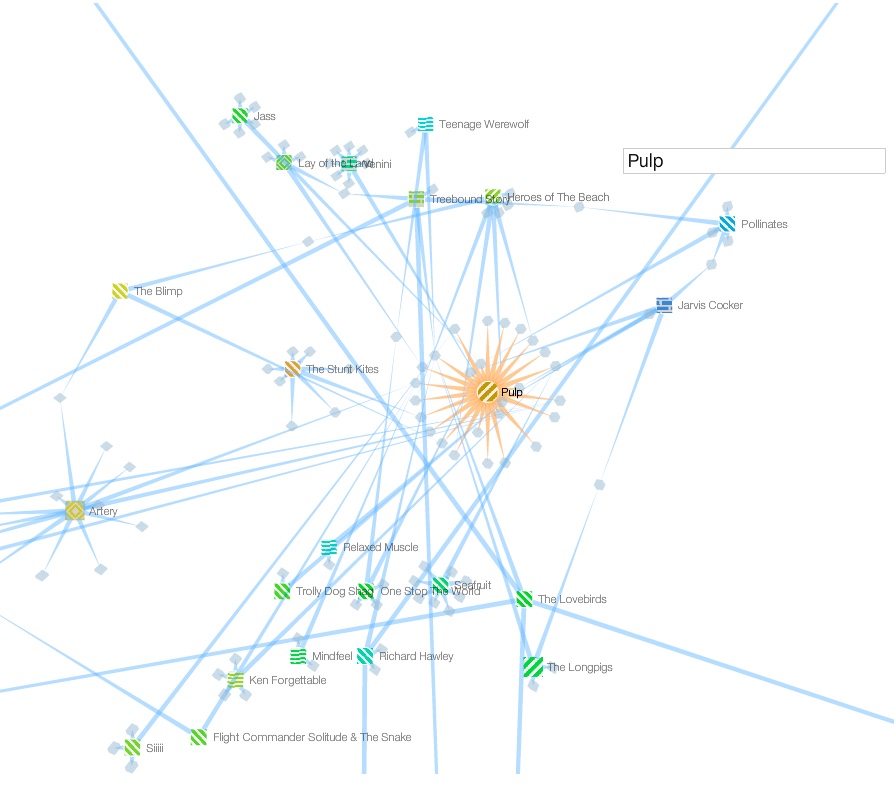 Jass
Teenage Werewolf
Pulp
Lay of the Land
Venini
Treebound Story
Heroes of The Beach
Pollinates
The Blimp
Jarvis Cocker
The Stunt Kites
Pulp
Artery
Relaxed Muscle
Trolly Dog Shag
One Stop The World
Seafruit
The Lovebirds
Mindfeel
Richard Hawley
The Longpigs
Ken Forgettable
Flight Commander Solitude & The Snake
Siiiii